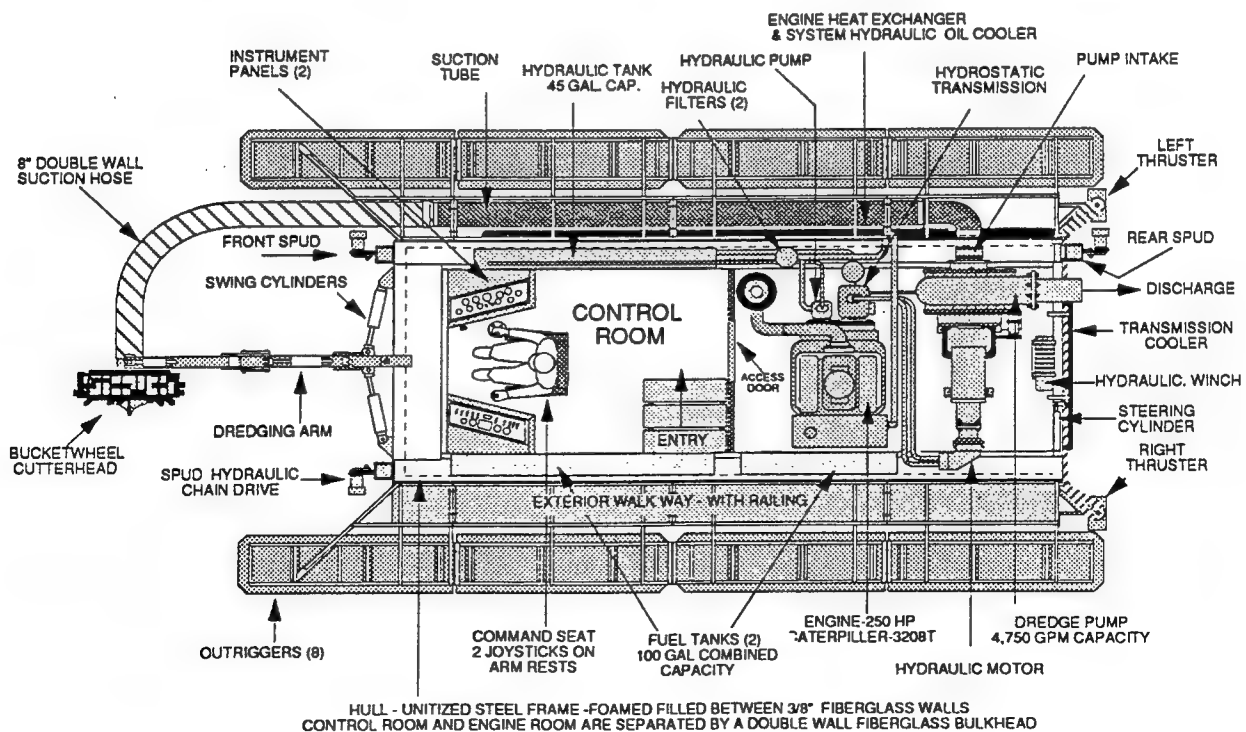 ENGINE HEAT EXCHANGER
& SYSTEM HYDRAULIC OIL COOLER
INSTRUMENT
PANELS (2)
SUCTION
TUBE
HYDRAULIC TANK
45 GAL. CAP.
HYDRAULIC PUMP
HYDRAULIC
FILTERS (2)
HYDROSTATIC
TRANSMISSION
PUMP INTAKE
8" DOUBLE WALL
SUCTION HOSE
LEFT
THRUSTER
FRONT SPUD
REAR SPUD
SWING CYLINDERS
DISCHARGE
CONTROL
ROOM
TRANSMISSION
COOLER
ACCESS
DOOR
HYDRAULIC. WINCH
DREDGING ARM
ENTRY
STEERING
CYLINDER
BUCKETWHEEL
CUTTERHEAD
SPUD HYDRAULIC
CHAIN DRIVE
RIGHT
THRUSTER
EXTERIOR WALK WAY - WITH RAILING
OUTRIGGERS (8)
COMMAND SEAT
2 JOYSTICKS ON
ARM RESTS
FUEL TANKS (2)
100 GAL COMBINED
CAPACITY
ENGINE-250 HP
CATERPILLER-3208T
DREDGE PUMP
4,750 GPM CAPACITY
HYDRAULIC MOTOR
HULL - UNITIZED STEEL FRAME -FOAMED FILLED BETWEEN 3/8" FIBERGLASS WALLS
CONTROL ROOM AND ENGINE ROOM ARE SEPARATED BY A DOUBLE WALL FIBERGLASS BULKHEAD